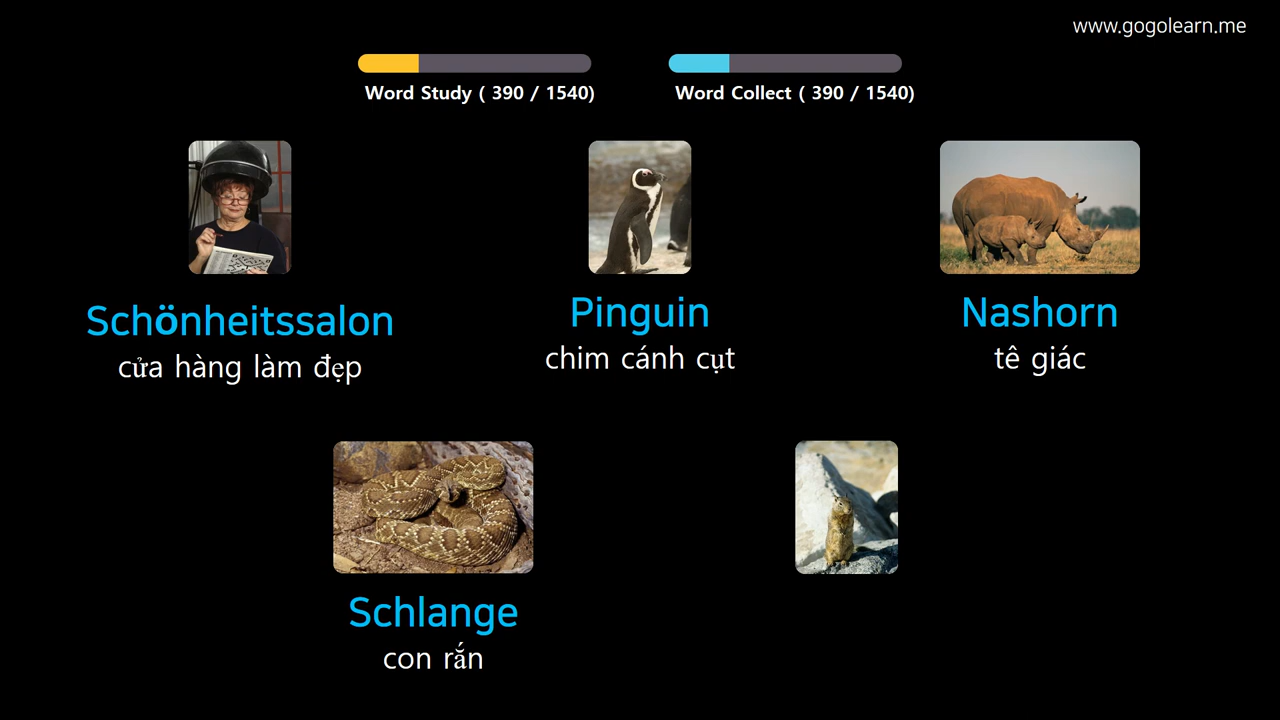 www.gogolearn.me
Word Study ( 390 / 1540)
Word Collect ( 390 / 1540)
Schönheitssalon
cửa hàng làm đẹp
Pinguin
chim cánh cụt
Nashorn
tê giác
Schlange
con rắn